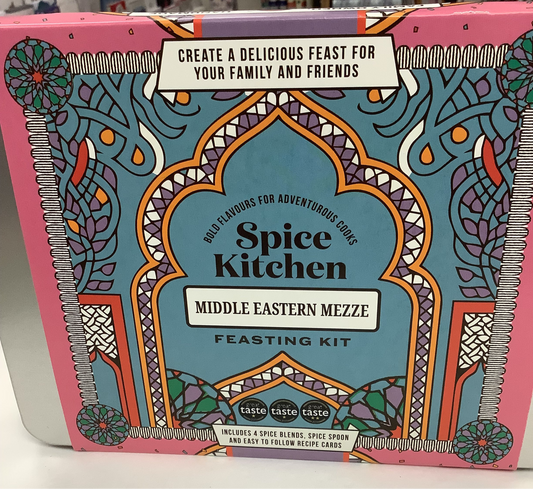 CREATE A DELICIOUS FEAST FOR
YOUR FAMILY AND FRIENDS
BOLD FLAVOURS FOR ADVENTUROUS COOKS
Spice
Kitchen
MIDDLE EASTERN MEZZE
FEASTING KIT
taste taste taste
INCLUDES 4 SPICE BLENDS, SPICE SPOON
AND EASY TO FOLLOW RECIPE CARDS